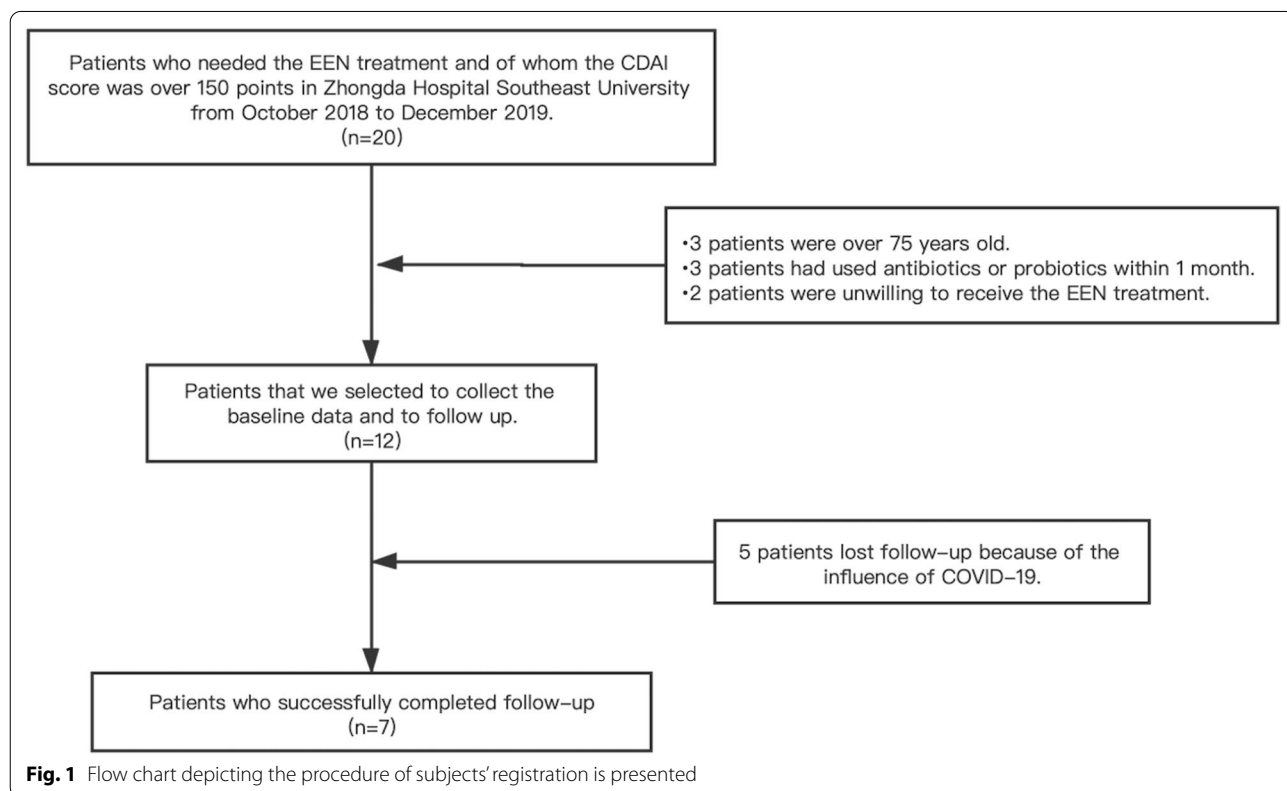 Patients who needed the EEN treatment and of whom the CDAI
score was over 150 points in Zhongda Hospital Southeast University
from October 2018 to December 2019.
(n=20)
•3 patients were over 75 years old.
•3 patients had used antibiotics or probiotics within 1 month.
•2 patients were unwilling to receive the EEN treatment.
Patients that we selected to collect the
baseline data and to follow up.
(n=12)
5 patients lost follow-up because of the
influence of COVID-19.
Patients who successfully completed follow-up
(n=7)
Fig. 1 Flow chart depicting the procedure of subjects' registration is presented